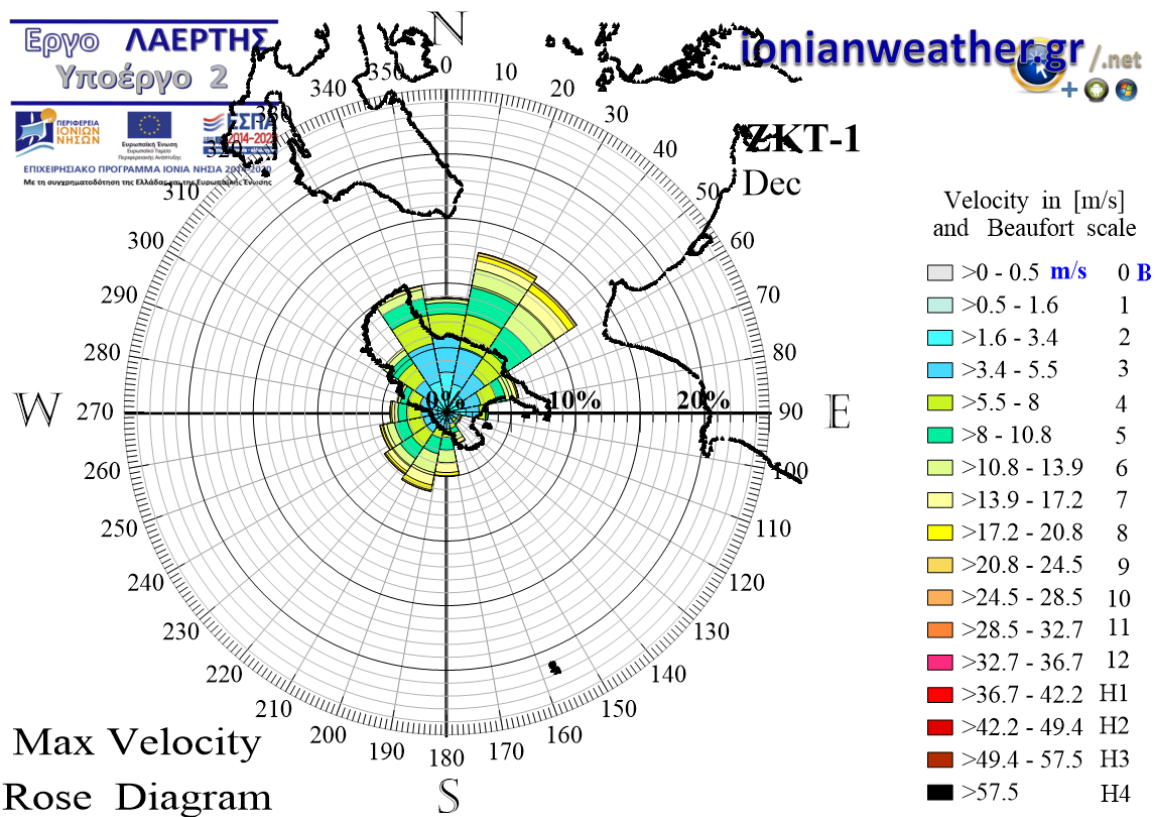 Εργο ΛΑΕΡΤΗΣ
Υποέργο 2
ΠΕΡΙΦΕΡΕΙΑ
ΙΟΝΙΩΝ
ΝΗΣΩΝ
Ευρωπαϊκή Ένωση
Ευρωπαϊκό Ταμείο
Περιφερειακής Ανάπτυξης
ΕΣΠΑ
2014-2020
ΕΠΙΧΕΙΡΗΣΙΑΚΟ ΠΡΟΓΡΑΜΜΑ ΙΟΝΙΑ ΝΗΣΙΑ 2014-2020
Με τη συγχρηματοδότηση της Ελλάδας και της Ευρωπαϊκής Ένωσης
ionianweather.gr /.net
ZKT-1
Dec
N
0
10
20
30
40
50
60
70
80
90
E
100
110
120
130
140
150
160
170
180
S
190
200
210
220
230
240
250
260
270
W
280
290
300
310
320
330
340
350
0%
10%
20%
Velocity in [m/s]
and Beaufort scale
>0 - 0.5 m/s 0 B
>0.5 - 1.6 1
>1.6 - 3.4 2
>3.4 - 5.5 3
>5.5 - 8 4
>8 - 10.8 5
>10.8 - 13.9 6
>13.9 - 17.2 7
>17.2 - 20.8 8
>20.8 - 24.5 9
>24.5 - 28.5 10
>28.5 - 32.7 11
>32.7 - 36.7 12
>36.7 - 42.2 H1
>42.2 - 49.4 H2
>49.4 - 57.5 H3
>57.5 H4
Max Velocity
Rose Diagram